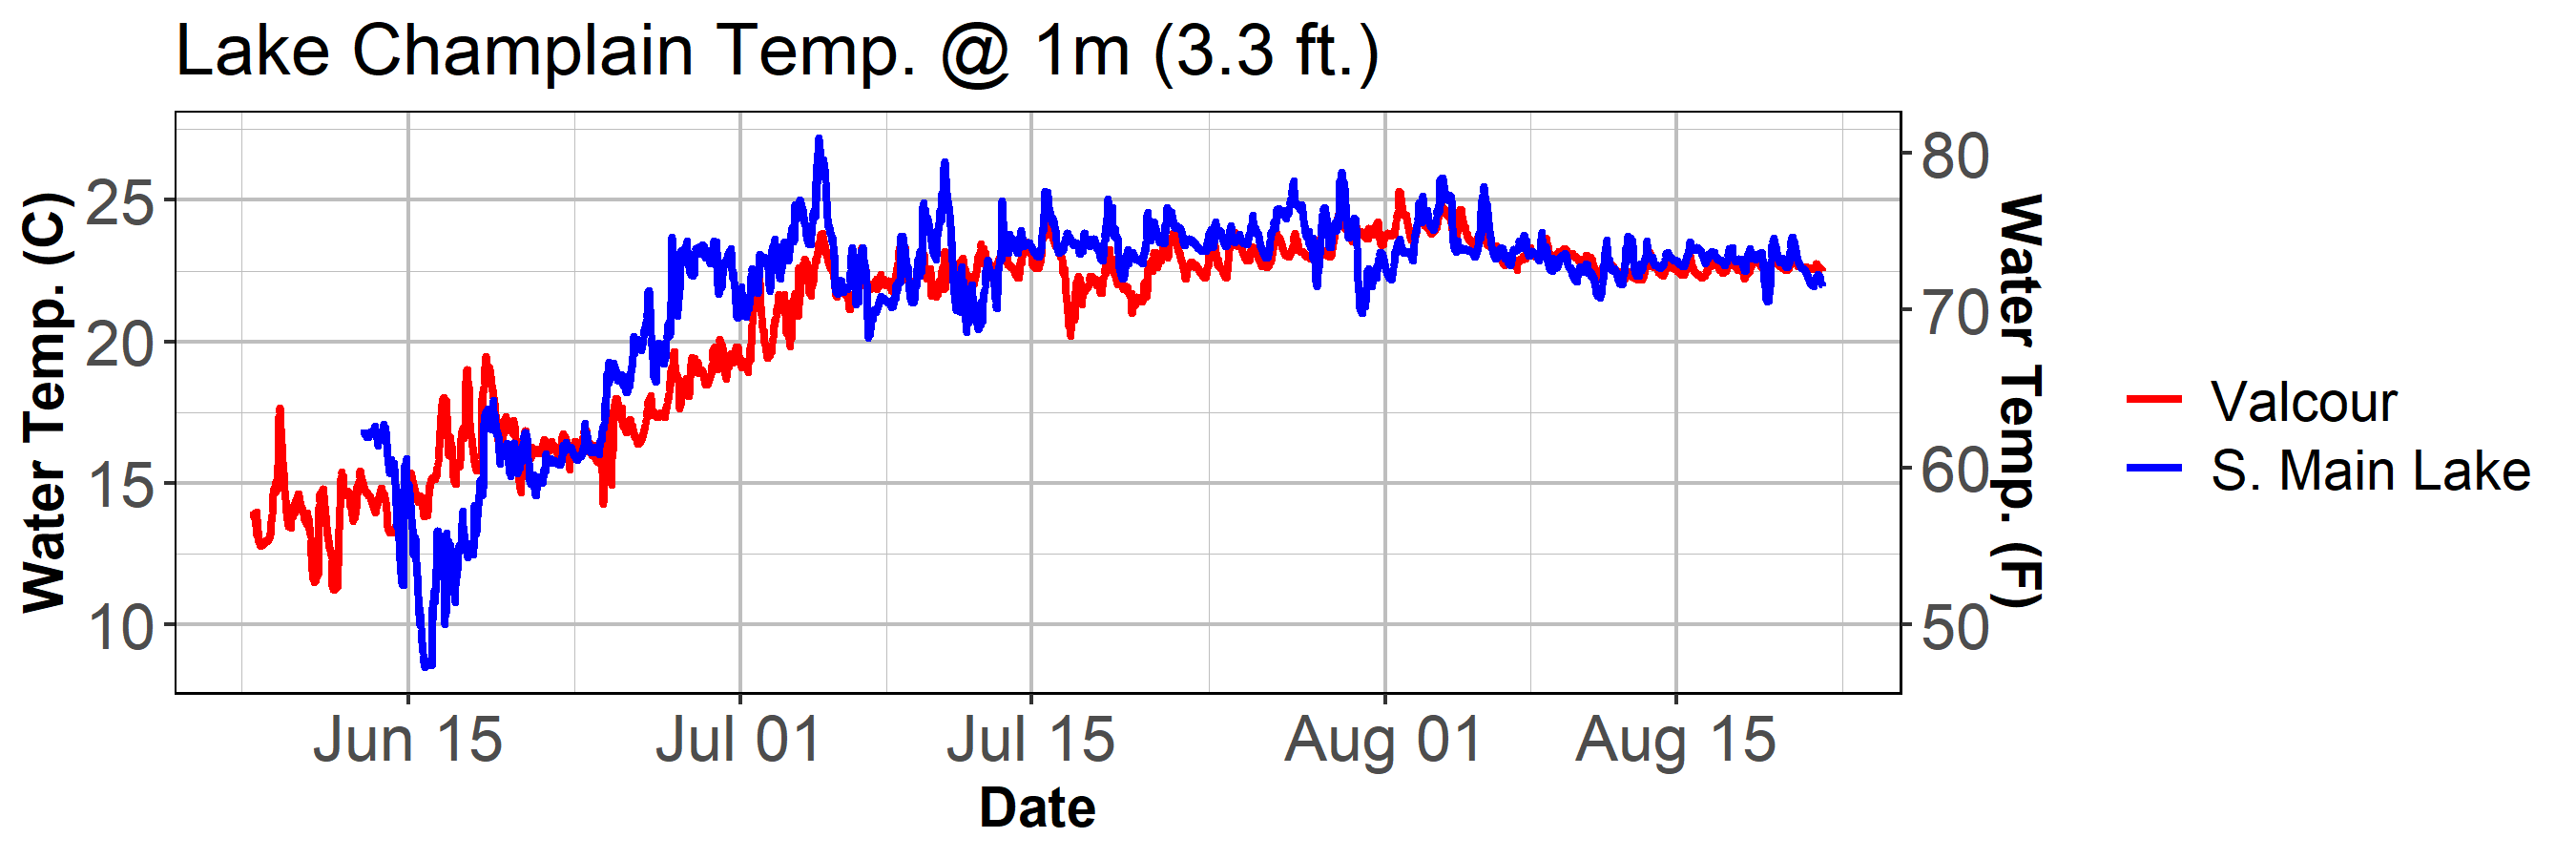 Lake Champlain Temp. @ 1m (3.3 ft.)
Water Temp. (C)
25
20
15
10
80
70
60
50
Water Temp. (F)
Jun 15
Jul 01
Jul 15
Aug 01
Aug 15
Date
Valcour
S. Main Lake